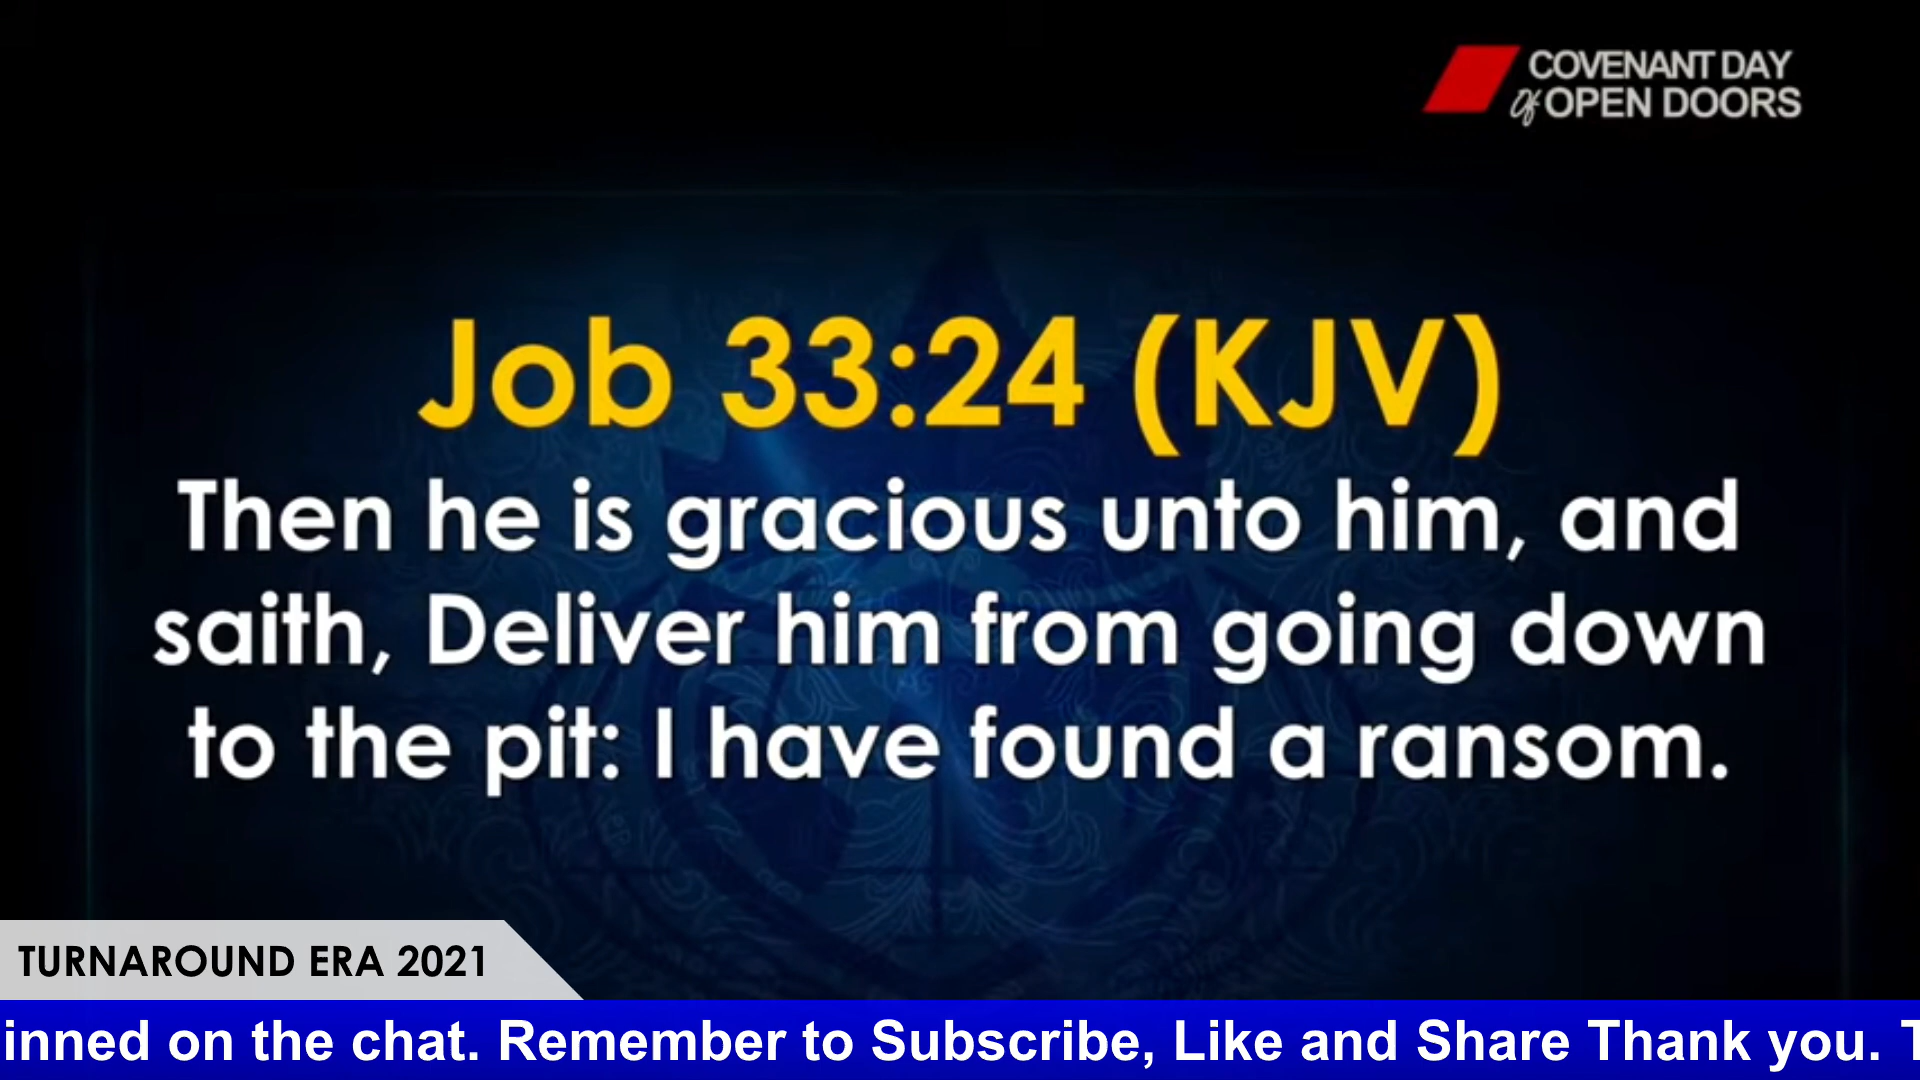 COVENANT DAY
Of OPEN DOORS
Job 33:24 (KJV)
Then he is gracious unto him, and
saith, Deliver him from going down
to the pit: I have found a ransom.
TURNAROUND ERA 2021
inned on the chat. Remember to Subscribe, Like and Share Thank you. T